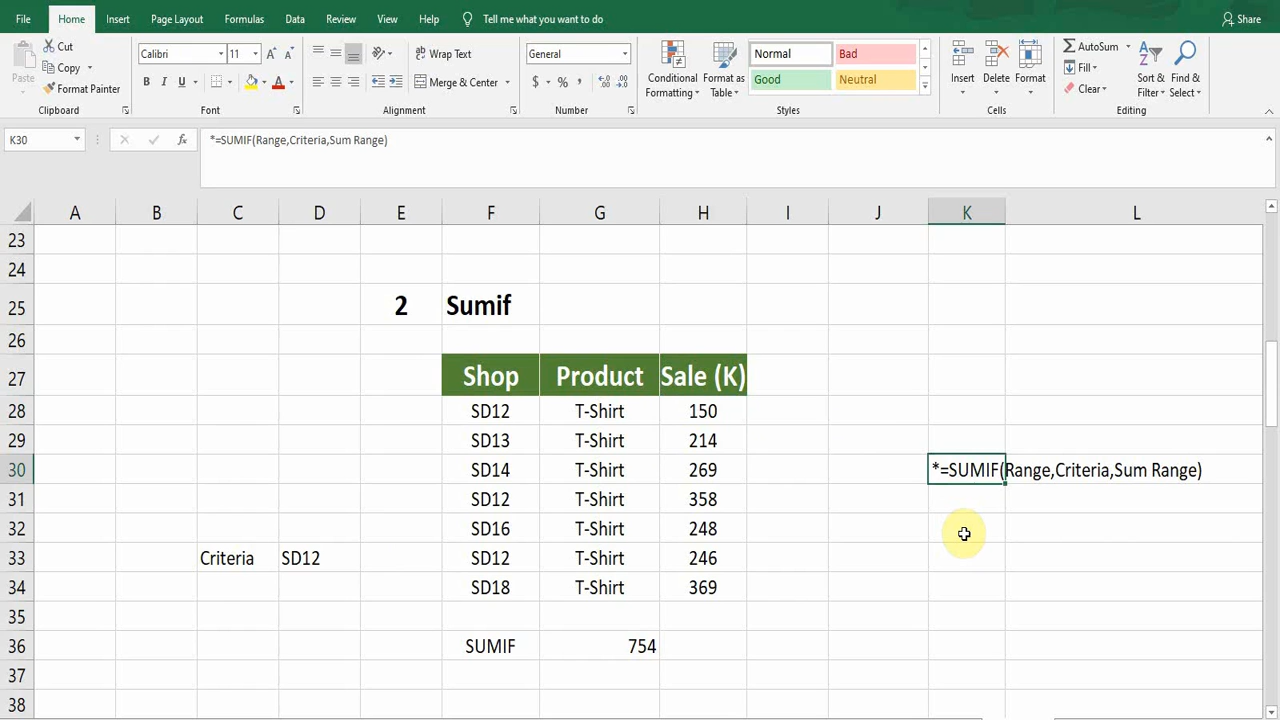 File Home Insert Page Layout Formulas Data Review View Help Tell me what you want to do Share
Paste Cut Copy Format Painter Clipboard
Calibri 11 A A B I U A Font
Wrap Text Merge & Center Alignment
General $ % , Number
Conditional Formatting Format as Table Normal Bad Good Neutral Styles
Insert Delete Format Cells
AutoSum Fill Clear Sort & Filter Find & Select Editing
K30 fx *=SUMIF(Range,Criteria,Sum Range)
A B C D E F G H I J K L
23
24
25 2 Sumif
26
27 Shop Product Sale (K)
28 SD12 T-Shirt 150
29 SD13 T-Shirt 214
30 SD14 T-Shirt 269 *=SUMIF(Range,Criteria,Sum Range)
31 SD12 T-Shirt 358
32 SD16 T-Shirt 248
33 Criteria SD12 SD12 T-Shirt 246
34 SD18 T-Shirt 369
35
36 SUMIF 754
37
38